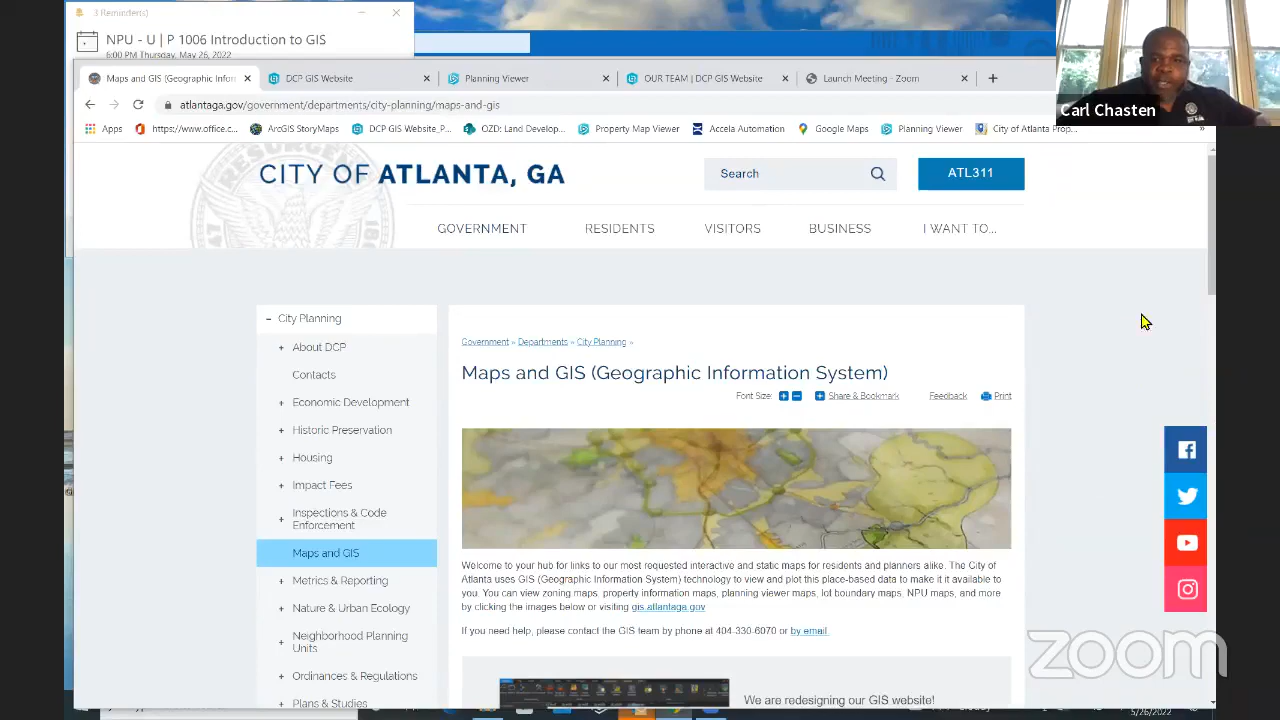 3 Reminder(s)
NPU - U | P 1006 Introduction to GIS
6:00 PM Thursday, May 26, 2022
Maps and GIS (Geographic Infor
DCP GIS Website
Planning Viewer
OUR TEAM | DCP GIS Website
Launch Meeting - Zoom
atlantaga.gov/government/departments/city-planning/maps-and-gis
Carl Chasten
Apps
https://www.office.c...
ArcGIS StoryMaps
DCP GIS Website_P...
OZD: Land Develop...
Property Map Viewer
Accela Automation
Google Maps
Planning Viewer
City of Atlanta Prop...
»
CITY OF ATLANTA, GA
Search
ATL311
GOVERNMENT
RESIDENTS
VISITORS
BUSINESS
I WANT TO...
− City Planning
+ About DCP
Contacts
+ Economic Development
+ Historic Preservation
+ Housing
+ Impact Fees
+ Inspections & Code
Enforcement
Maps and GIS
+ Metrics & Reporting
+ Nature & Urban Ecology
+ Neighborhood Planning
Units
+ Ordinances & Regulations
+ Plans & Studies
Government » Departments » City Planning »
Maps and GIS (Geographic Information System)
Font Size: + − + Share & Bookmark Feedback Print
Welcome to your hub for links to our most requested interactive and static maps for residents and planners alike. The City of
Atlanta uses GIS (Geographic Information System) technology to view and plot this place-based data to make it it available to
you. You can view zoning maps, property information maps, planning viewer maps, lot boundary maps, NPU maps, and more
by clicking the images below or visiting gis.atlantaga.gov
If you need help, please contact the GIS team by phone at 404-330-6070 or by email.
We are redesigning our GIS website!
zoom
5/26/2022